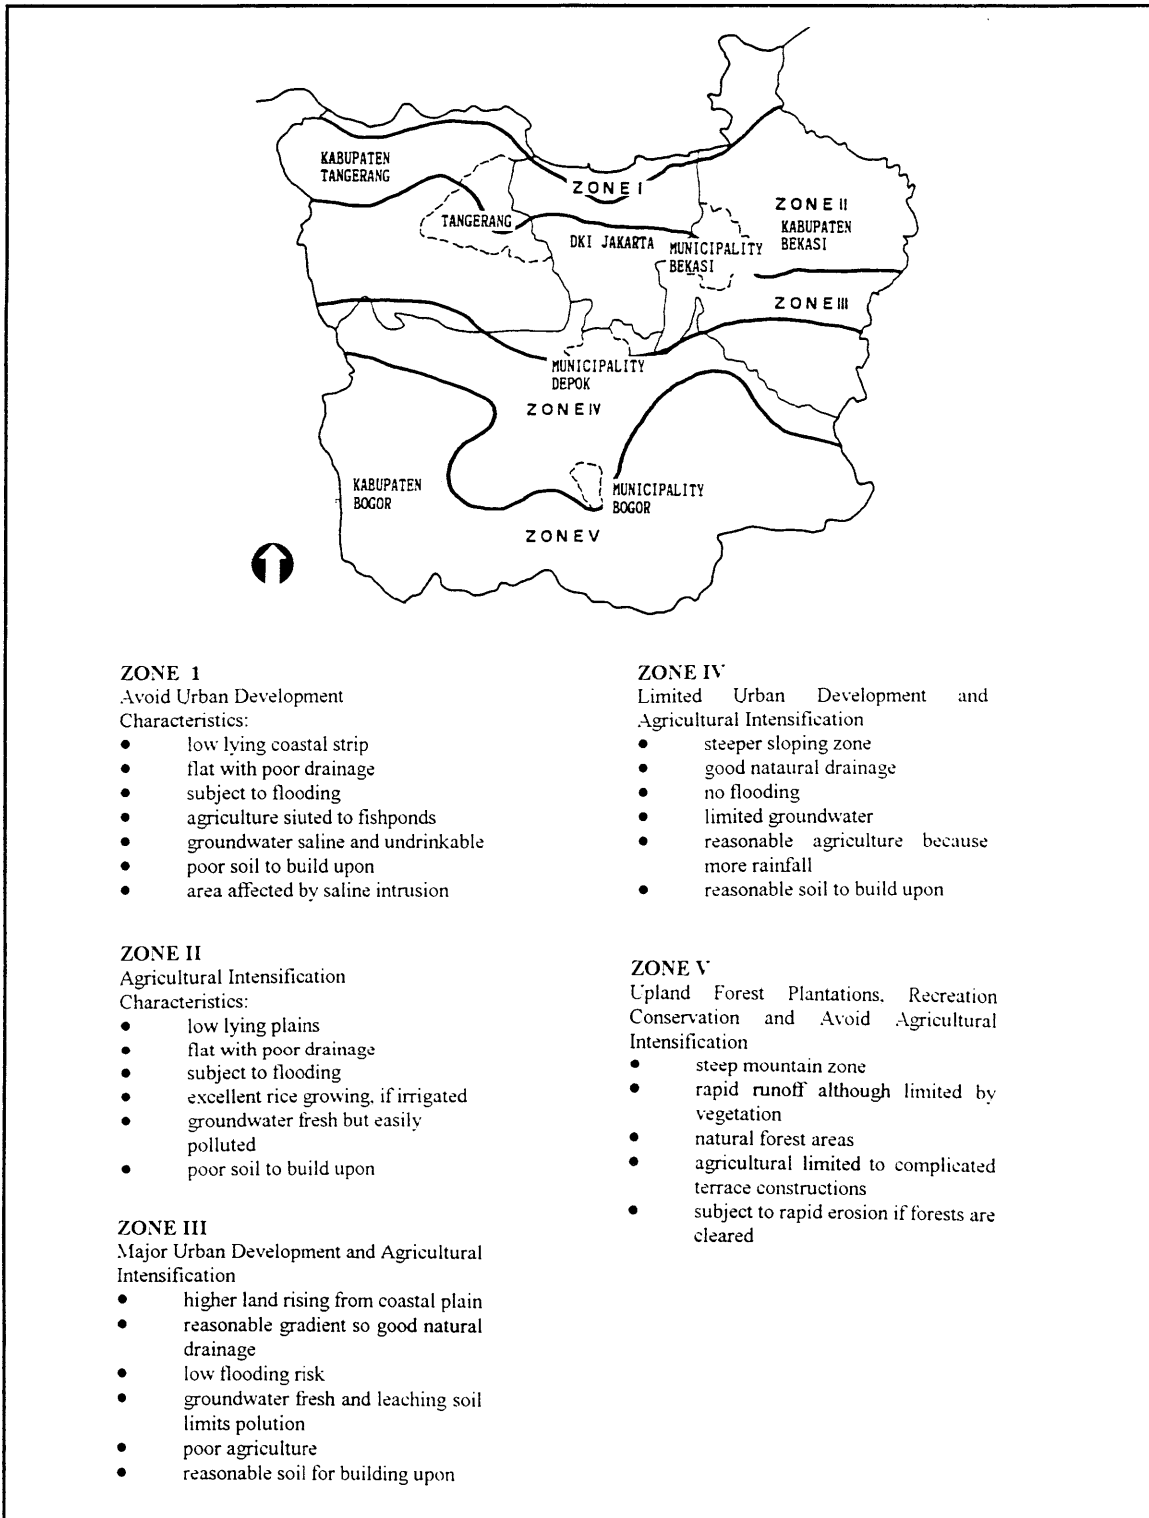 ZONE I
KABUPATEN
TANGERANG
ZONE II
KABUPATEN
BEKASI
TANGERANG
DKI JAKARTA
MUNICIPALITY
BEKASI
ZONE III
MUNICIPALITY
DEPOK
ZONE IV
KABUPATEN
BOGOR
MUNICIPALITY
BOGOR
ZONE V
ZONE 1
Avoid Urban Development
Characteristics:
• low lying coastal strip
• flat with poor drainage
• subject to flooding
• agriculture siuted to fishponds
• groundwater saline and undrinkable
• poor soil to build upon
• area affected by saline intrusion
ZONE II
Agricultural Intensification
Characteristics:
• low lying plains
• flat with poor drainage
• subject to flooding
• excellent rice growing, if irrigated
• groundwater fresh but easily
polluted
• poor soil to build upon
ZONE III
Major Urban Development and Agricultural
Intensification
• higher land rising from coastal plain
• reasonable gradient so good natural
drainage
• low flooding risk
• groundwater fresh and leaching soil
limits polution
• poor agriculture
• reasonable soil for building upon
ZONE IV
Limited Urban Development and
Agricultural Intensification
• steeper sloping zone
• good nataural drainage
• no flooding
• limited groundwater
• reasonable agriculture because
more rainfall
• reasonable soil to build upon
ZONE V
Upland Forest Plantations, Recreation
Conservation and Avoid Agricultural
Intensification
• steep mountain zone
• rapid runoff although limited by
vegetation
• natural forest areas
• agricultural limited to complicated
terrace constructions
• subject to rapid erosion if forests are
cleared